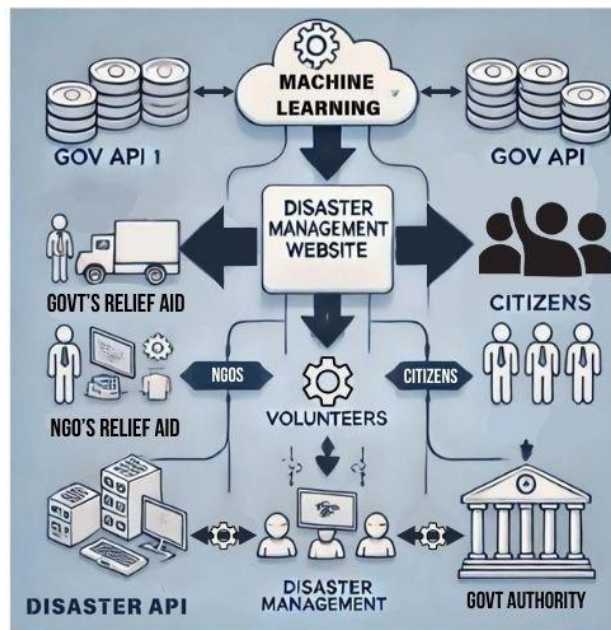 MACHINE
LEARNING
GOV API 1
GOV API
DISASTER
MANAGEMENT
WEBSITE
GOVT'S RELIEF AID
CITIZENS
NGOS
CITIZENS
VOLUNTEERS
NGO'S RELIEF AID
DISASTER API
DISASTER
MANAGEMENT
GOVT AUTHORITY